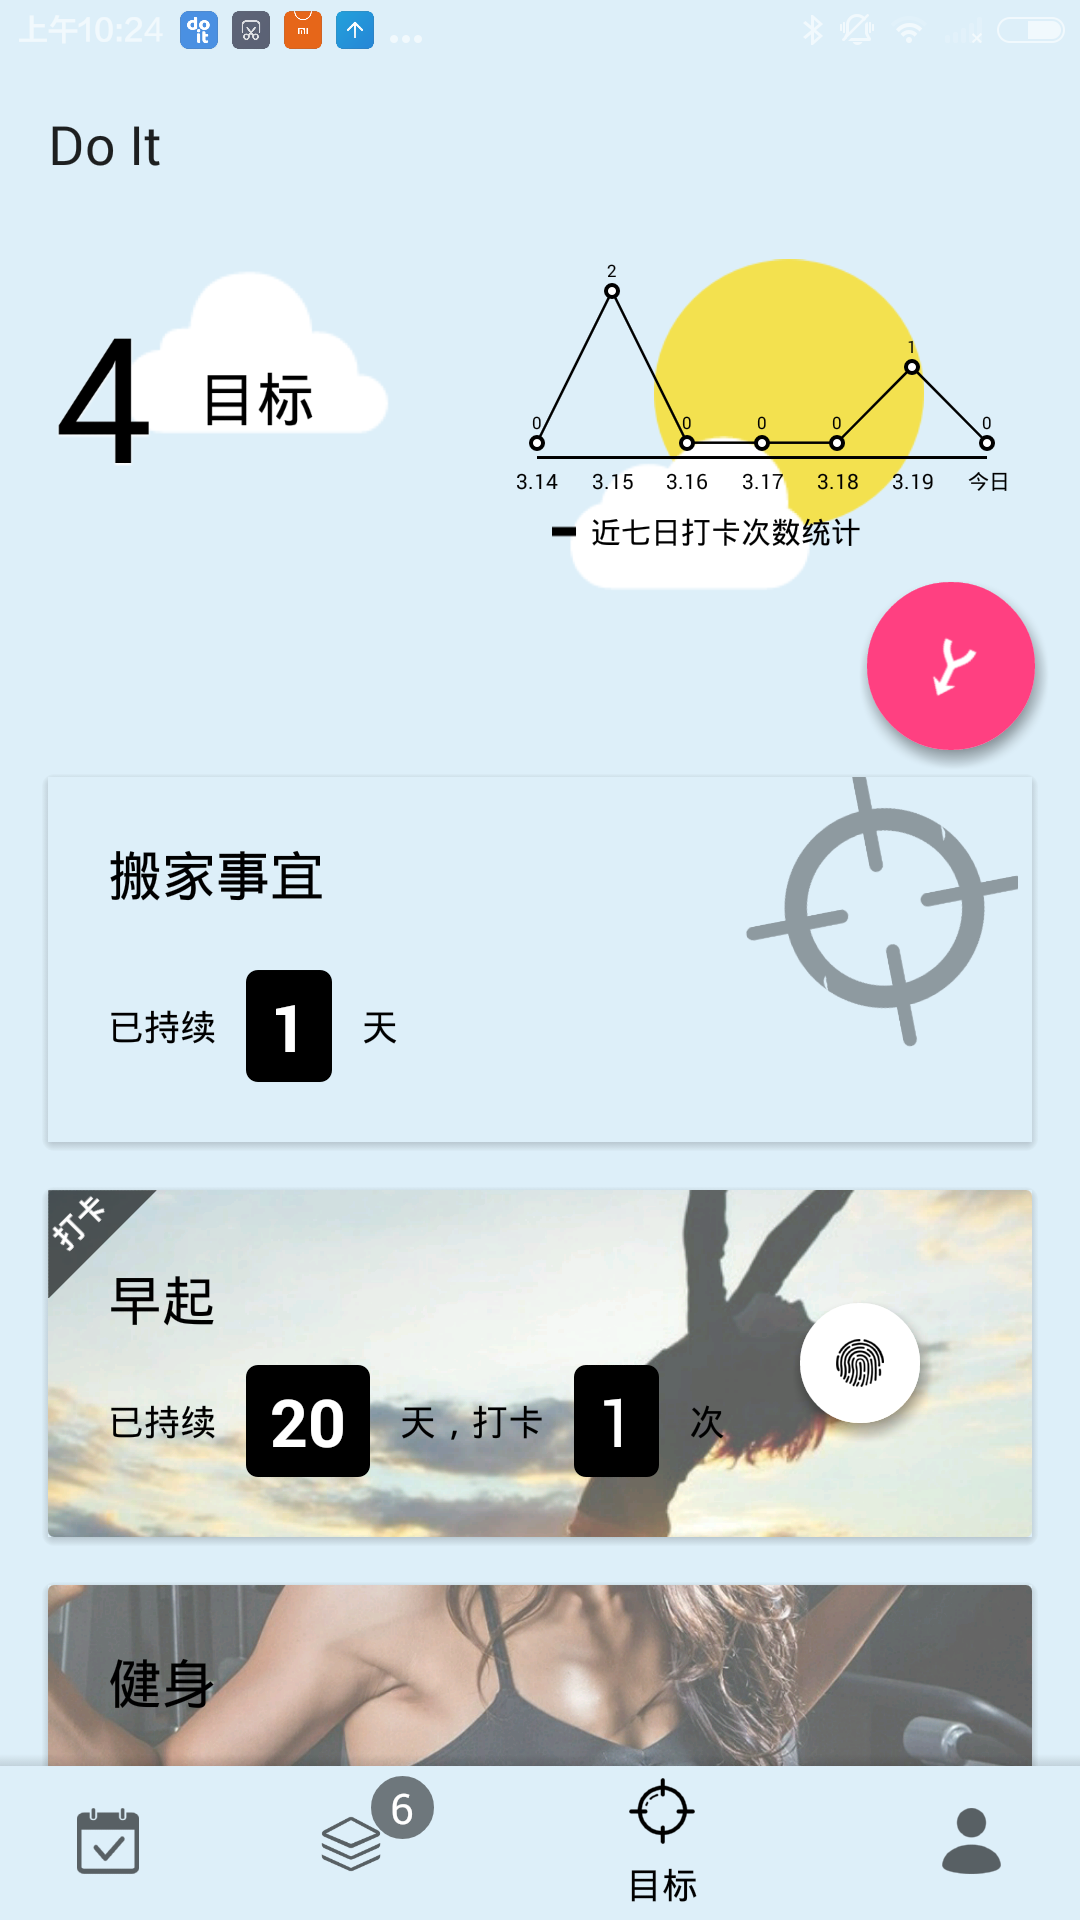 上午10:24 do it MI ...
Do It
4 目标
2
1
0 0 0 0 0
3.14 3.15 3.16 3.17 3.18 3.19 今日
近七日打卡次数统计
搬家事宜
已持续 1 天
打卡
早起
已持续 20 天，打卡 1 次
健身
6
目标